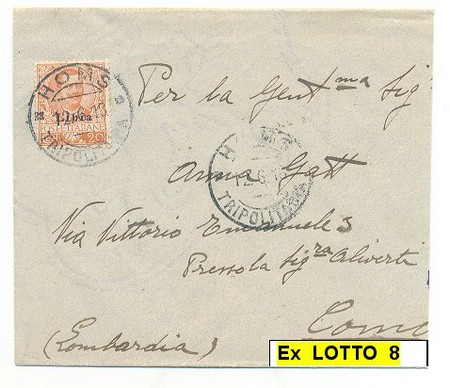 HOMS
TRIPOLITANIA
Libia
POSTE ITALIANE
20
Per la Gent.ma Sig
Anna Gatt
TRIPOLITANIA
Via Vittorio Emanuele 3
Presso la Sig.ra Aliverti
Como
(Lombardia)
Ex LOTTO 8